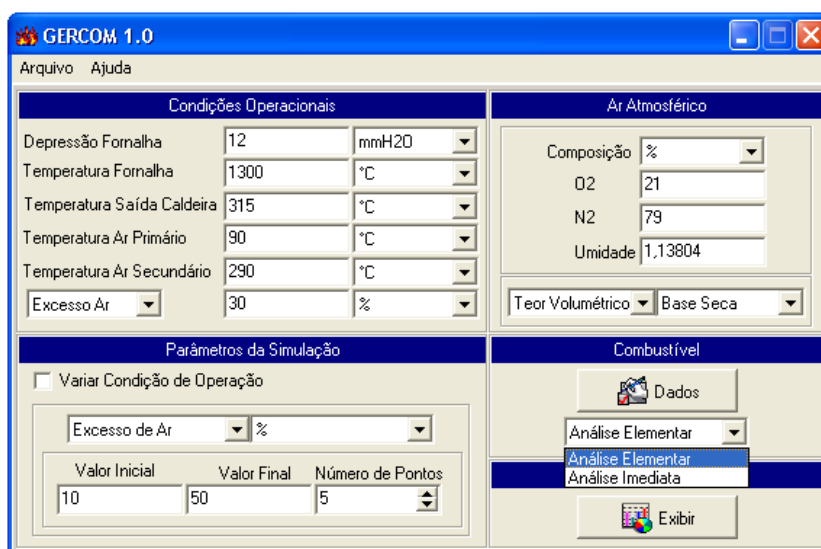 GERCOM 1.0
Arquivo Ajuda
Condições Operacionais
Depressão Fornalha 12 mmH2O
Temperatura Fornalha 1300 °C
Temperatura Saída Caldeira 315 °C
Temperatura Ar Primário 90 °C
Temperatura Ar Secundário 290 °C
Excesso Ar 30 %
Ar Atmosférico
Composição %
O2 21
N2 79
Umidade 1,13804
Teor Volumétrico Base Seca
Parâmetros da Simulação
Variar Condição de Operação
Excesso de Ar %
Valor Inicial Valor Final Número de Pontos
10 50 5
Combustível
Dados
Análise Elementar
Análise Elementar
Análise Imediata
Exibir